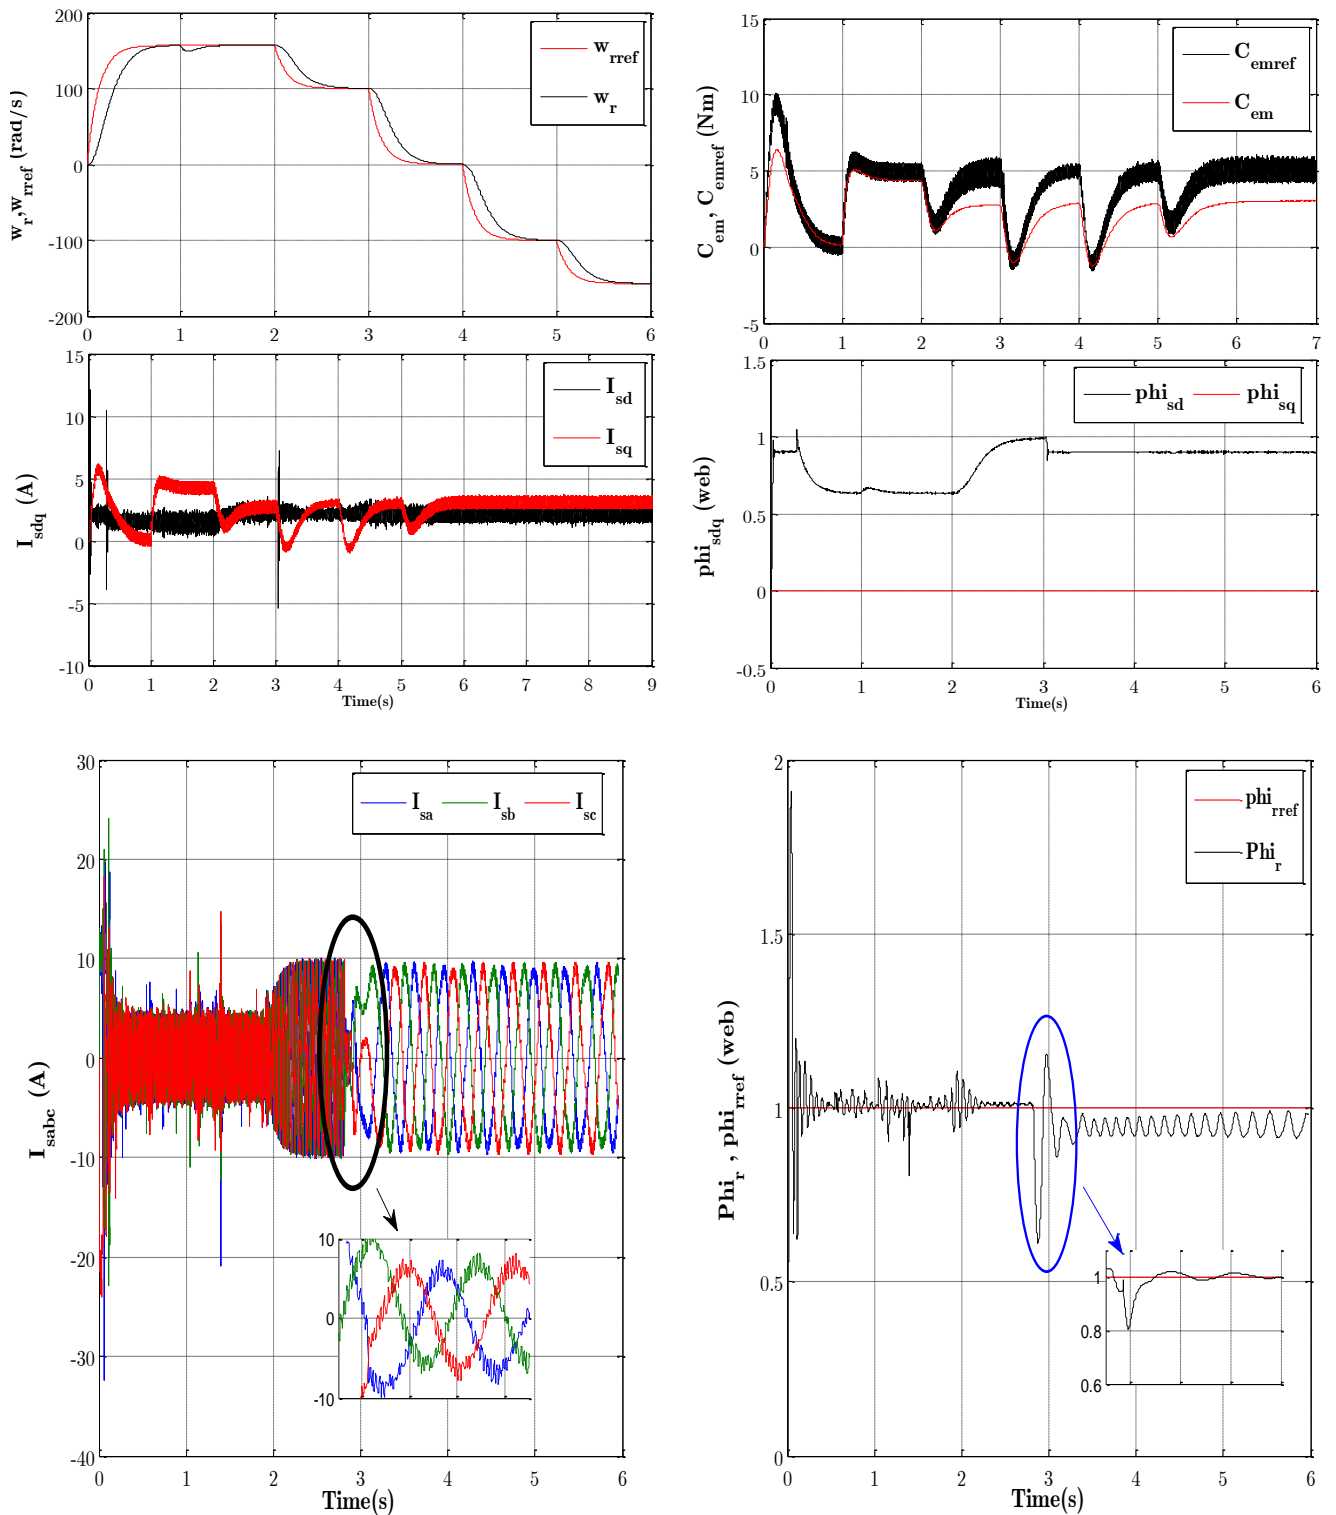 w_r,w_rref (rad/s)
200
100
0
-100
-200
0 1 2 3 4 5 6
w_rref
w_r
C_em, C_emref (Nm)
15
10
5
0
-5
0 1 2 3 4 5 6 7
C_emref
C_em
I_sdq (A)
15
10
5
0
-5
-10
0 1 2 3 4 5 6 7 8 9
Time(s)
I_sd
I_sq
phi_sdq (web)
1.5
1
0.5
0
-0.5
0 1 2 3 4 5 6
Time(s)
phi_sd phi_sq
I_sabc (A)
30
20
10
0
-10
-20
-30
-40
0 1 2 3 4 5 6
Time(s)
I_sa I_sb I_sc
10
0
-10
Phi_r , phi_rref (web)
2
1.5
1
0.5
0
0 1 2 3 4 5 6
Time(s)
phi_rref
Phi_r
1
0.8
0.6